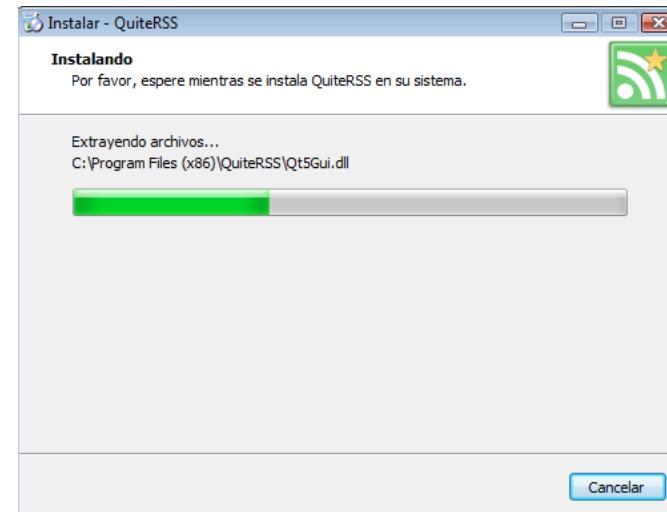 Instalar - QuiteRSS
Instalando
Por favor, espere mientras se instala QuiteRSS en su sistema.
Extrayendo archivos...
C:\Program Files (x86)\QuiteRSS\Qt5Gui.dll
Cancelar